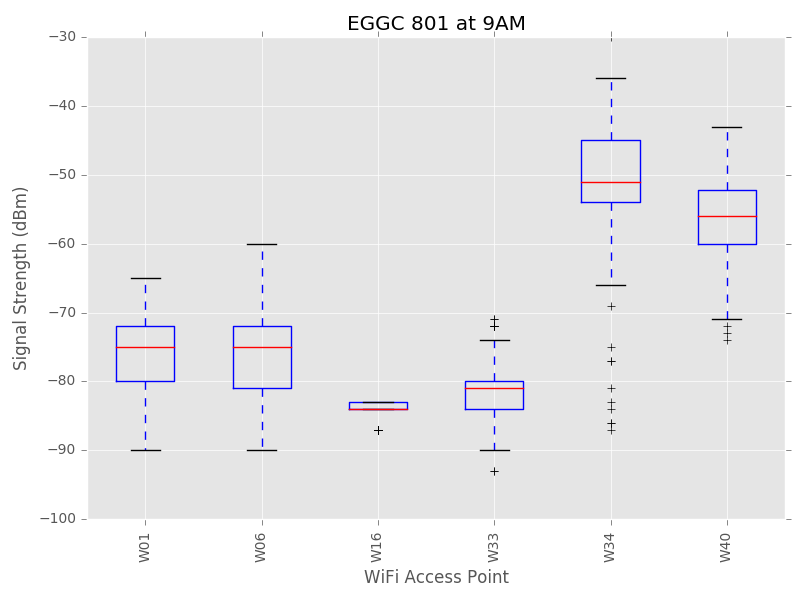 EGGC 801 at 9AM
−30
−40
−50
−60
−70
−80
−90
−100
Signal Strength (dBm)
W01
W06
W16
W33
W34
W40
WiFi Access Point